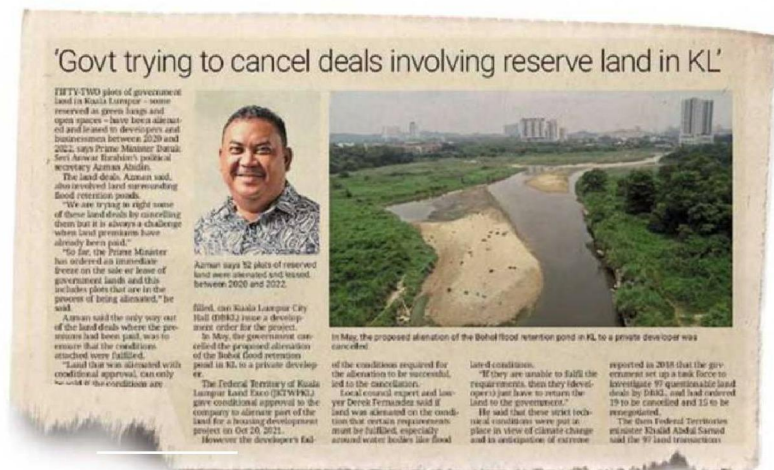 'Govt trying to cancel deals involving reserve land in KL'
FIFTY-TWO plots of government
land in Kuala Lumpur – some
reserved as green lungs and
open spaces – have been alienat-
ed and leased to developers and
businessmen between 2020 and
2022, says Prime Minister Datuk
Seri Anwar Ibrahim's political
secretary Azman Abidin.
The land deals, Azman said,
also involved land surrounding
flood retention ponds.
"We are trying to right some
of these land deals by cancelling
them but it is always a challenge
when land premiums have
already been paid."
"So far, the Prime Minister
has ordered an immediate
freeze on the sale or lease of
government lands and this
includes plots that are in the
process of being alienated," he
said.
Azman said the only way out
of the land deals where the pre-
miums had been paid, was to
ensure that the conditions
attached were fulfilled.
"Land that was alienated with
conditional approval, can only
be valid if the conditions are
Azman says 52 plots of reserved
land were alienated and leased
between 2020 and 2022.
filled, can Kuala Lumpur City
Hall (DBKL) issue a develop-
ment order for the project.
In May, the government can-
celled the proposed alienation
of the Bohol flood retention
pond in KL to a private develop-
er.
The Federal Territory of Kuala
Lumpur Land Exco (JKTWPKL)
gave conditional approval to the
company to alienate part of the
land for a housing development
project on Oct 20, 2021.
However the developer's fail-
In May, the proposed alienation of the Bohol flood retention pond in KL to a private developer was
cancelled
of the conditions required for
the alienation to be successful,
led to the cancellation.
Local council expert and law-
yer Derek Fernandez said if
land was alienated on the condi-
tion that certain requirements
must be fulfilled, especially
around water bodies like flood
lated conditions.
"If they are unable to fulfil the
requirements, then they (devel-
opers) just have to return the
land to the government."
He said that these strict tech-
nical conditions were put in
place in view of climate change
and in anticipation of extreme
reported in 2018 that the gov-
ernment set up a task force to
investigate 97 questionable land
deals by DBKL, and had ordered
19 to be cancelled and 15 to be
renegotiated.
The then Federal Territories
minister Khalid Abdul Samad
said the 97 land transactions